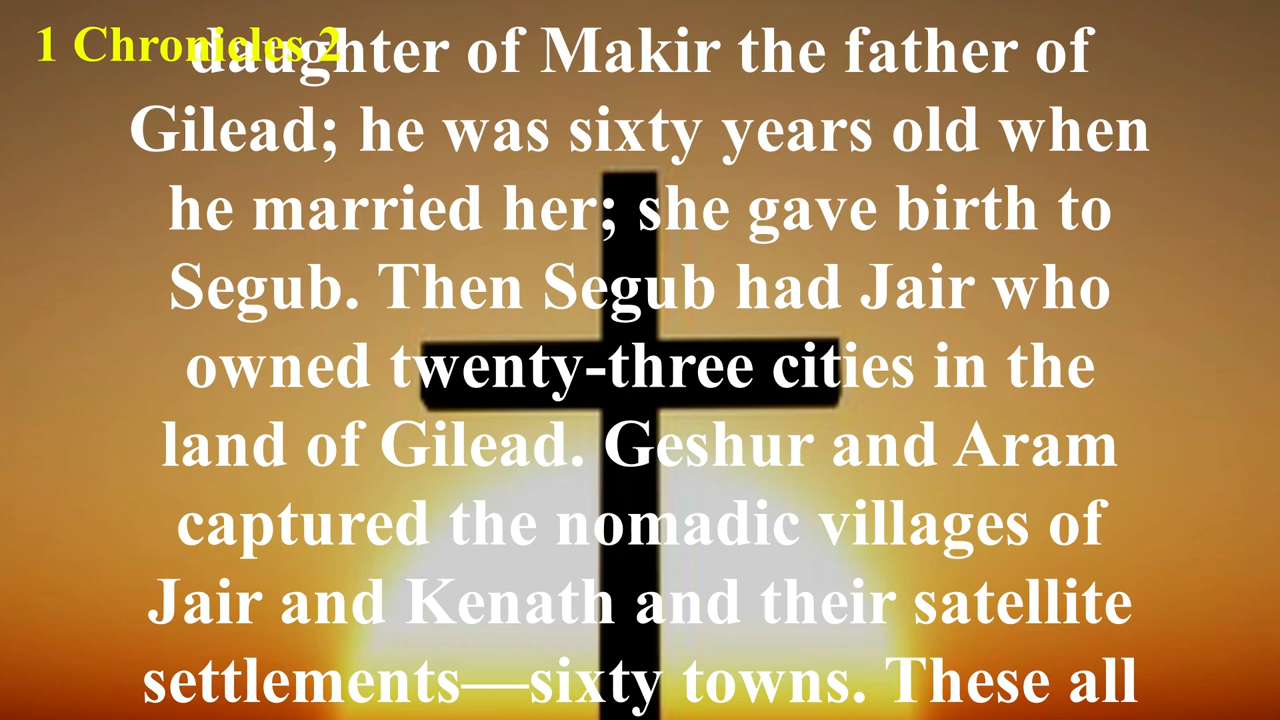 1 Chronicles 2
daughter of Makir the father of
Gilead; he was sixty years old when
he married her; she gave birth to
Segub. Then Segub had Jair who
owned twenty-three cities in the
land of Gilead. Geshur and Aram
captured the nomadic villages of
Jair and Kenath and their satellite
settlements—sixty towns. These all